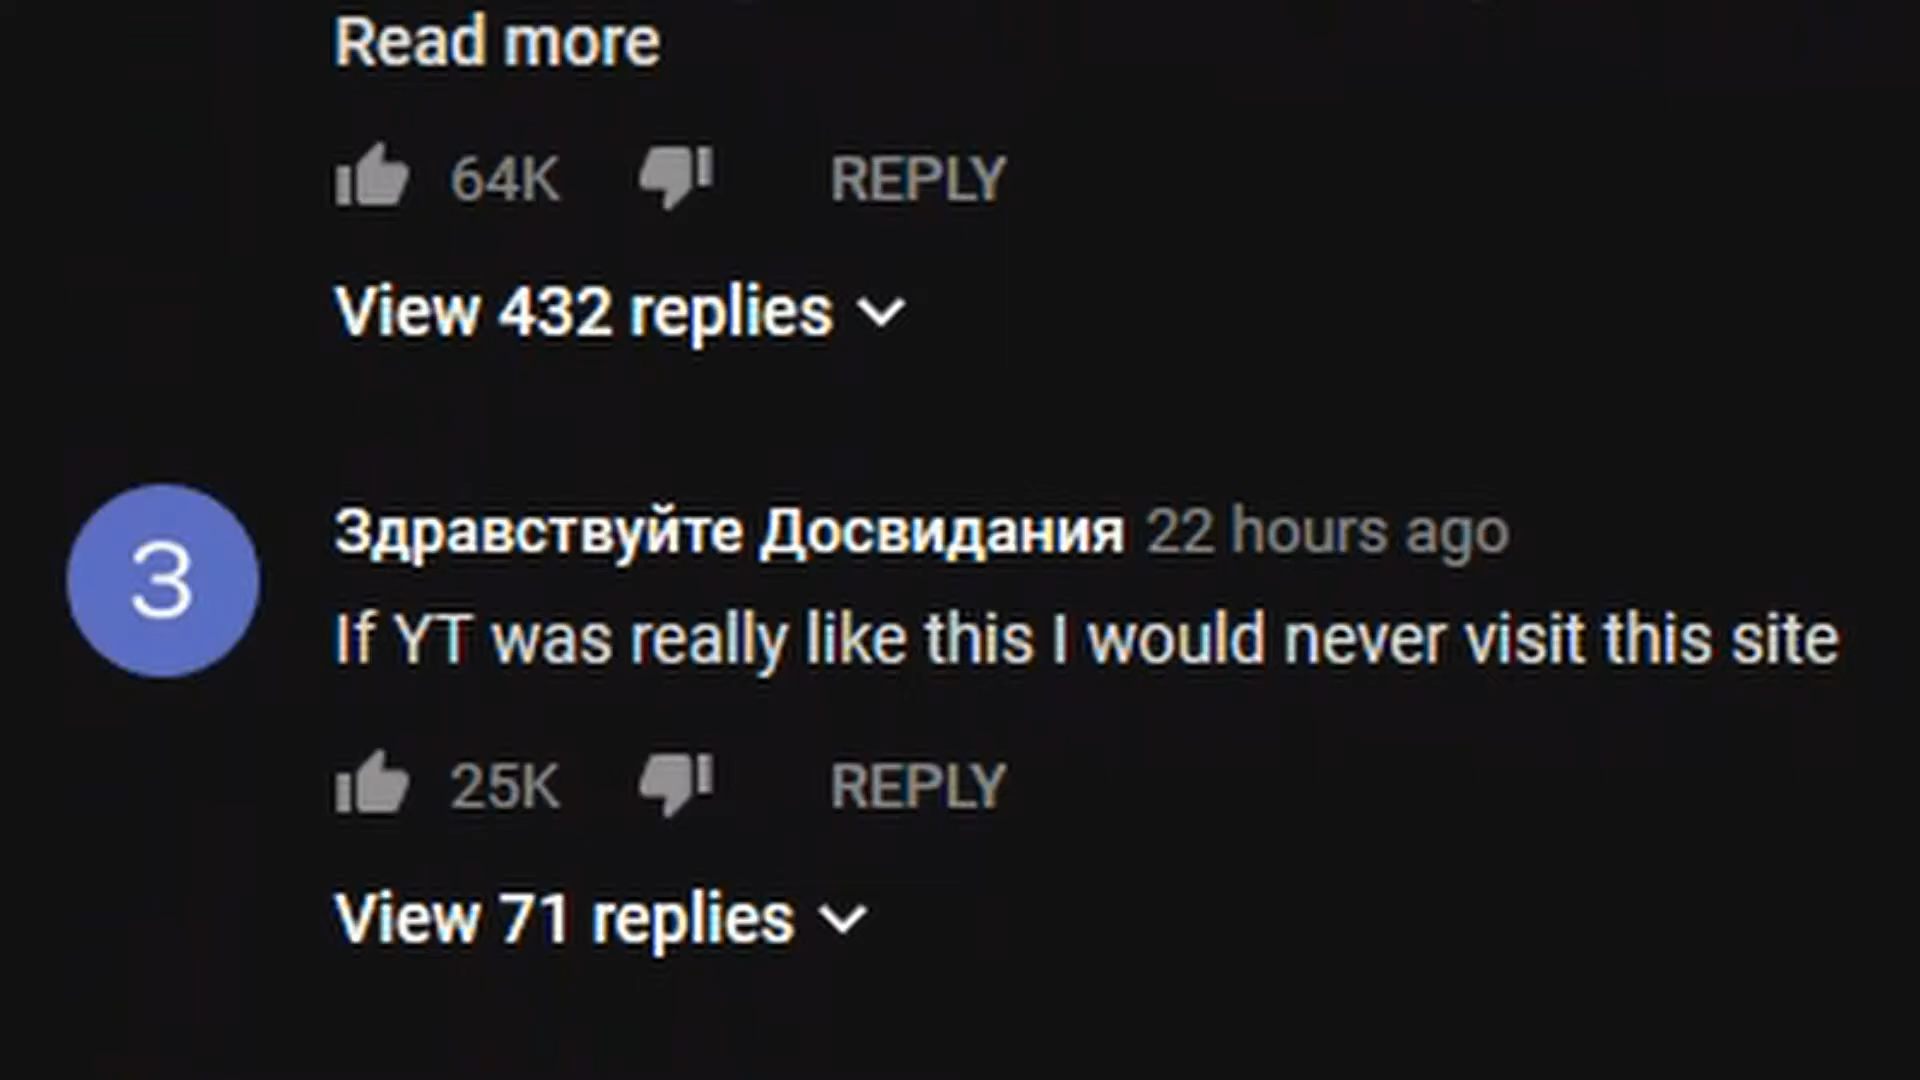 Read more
64K REPLY
View 432 replies
З
Здравствуйте Досвидания 22 hours ago
If YT was really like this I would never visit this site
25K REPLY
View 71 replies